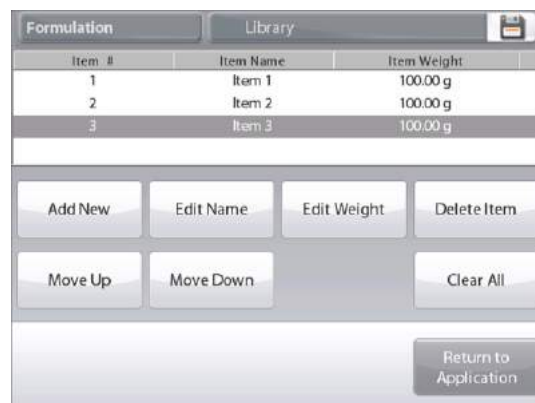 Formulation Library
Item # Item Name Item Weight
1 Item 1 100.00 g
2 Item 2 100.00 g
3 Item 3 100.00 g
Add New Edit Name Edit Weight Delete Item
Move Up Move Down Clear All
Return to
Application